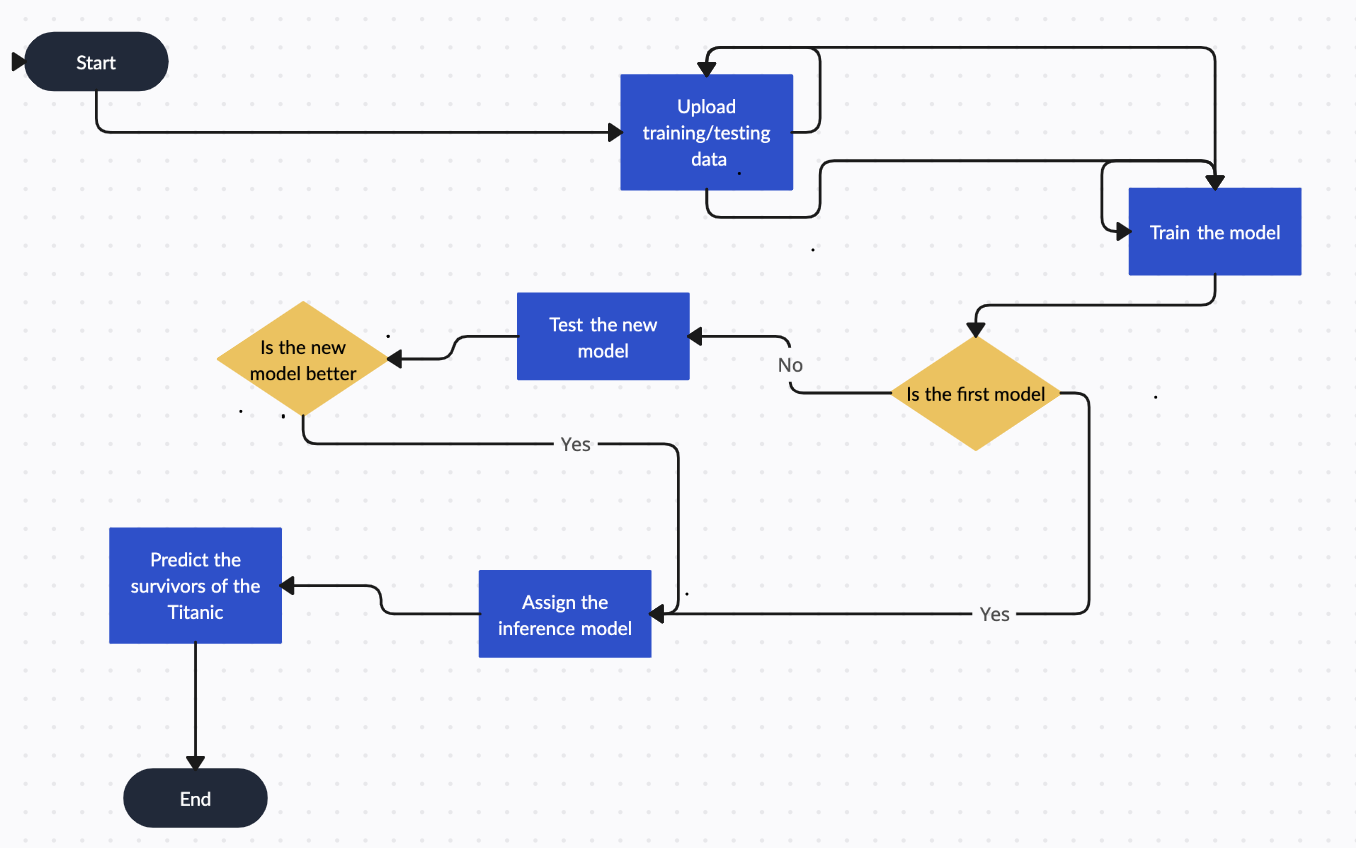 Start
Upload
training/testing
data
Train the model
Is the first model
No
Test the new
model
Is the new
model better
Yes
Yes
Assign the
inference model
Predict the
survivors of the
Titanic
End